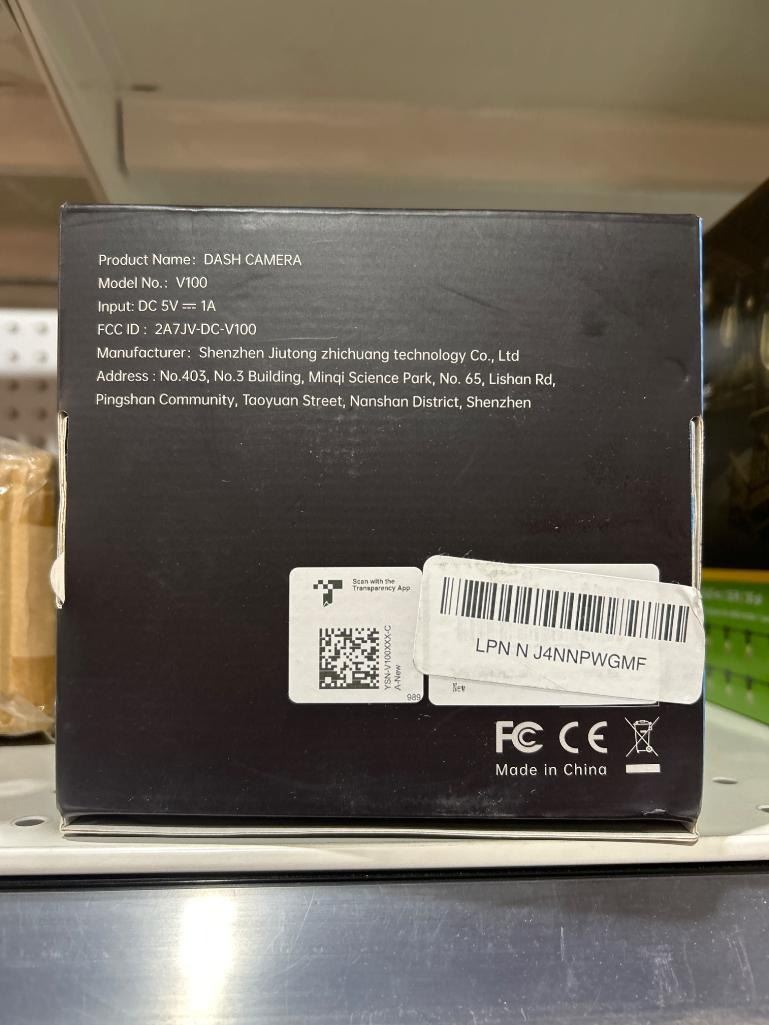 Product Name: DASH CAMERA
Model No.: V100
Input: DC 5V ⎓ 1A
FCC ID : 2A7JV-DC-V100
Manufacturer: Shenzhen Jiutong zhichuang technology Co., Ltd
Address : No.403, No.3 Building, Minqi Science Park, No. 65, Lishan Rd,
Pingshan Community, Taoyuan Street, Nanshan District, Shenzhen
Scan with the
Transparency App
YSN-V100XXX-C
A-New
989
LPN N J4NNPWGMF
New
FC CE
Made in China